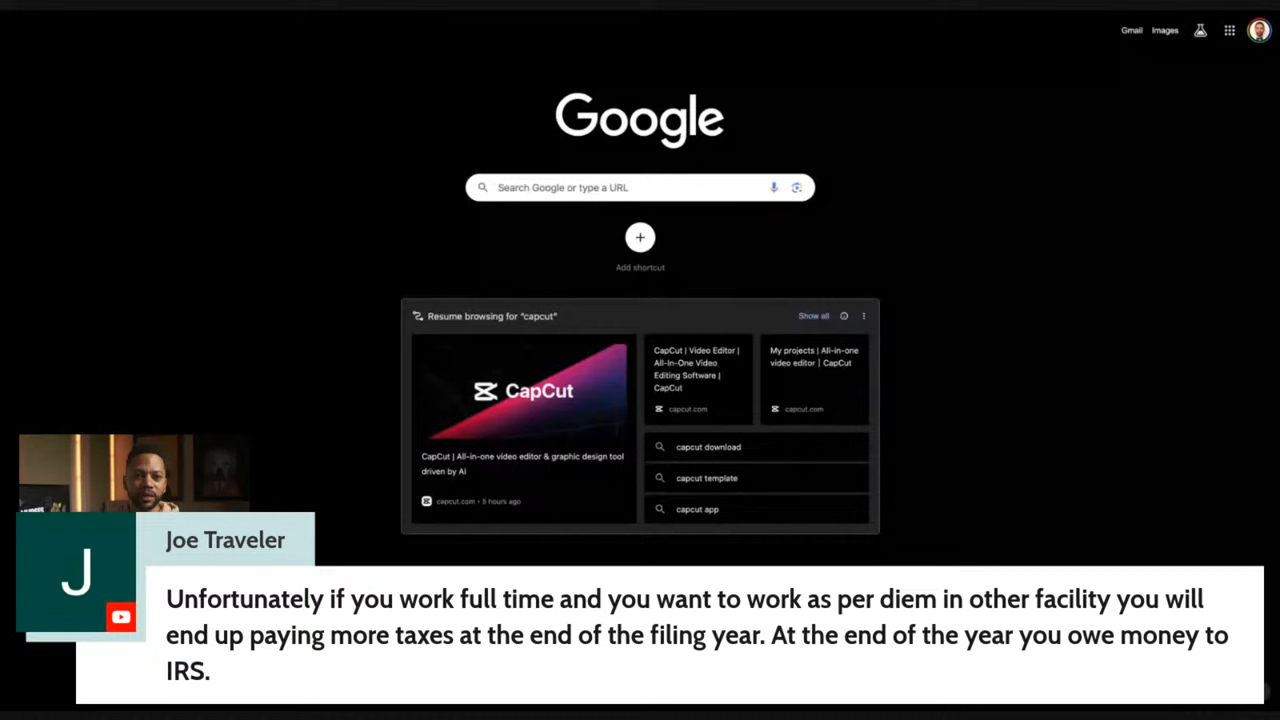 Gmail Images
Google
Search Google or type a URL
+
Add shortcut
Resume browsing for "capcut"
Show all
CapCut
CapCut | All-in-one video editor & graphic design tool
driven by AI
capcut.com • 5 hours ago
CapCut | Video Editor |
All-In-One Video
Editing Software |
CapCut
capcut.com
My projects | All-in-one
video editor | CapCut
capcut.com
capcut download
capcut template
capcut app
J
Joe Traveler
Unfortunately if you work full time and you want to work as per diem in other facility you will
end up paying more taxes at the end of the filing year. At the end of the year you owe money to
IRS.